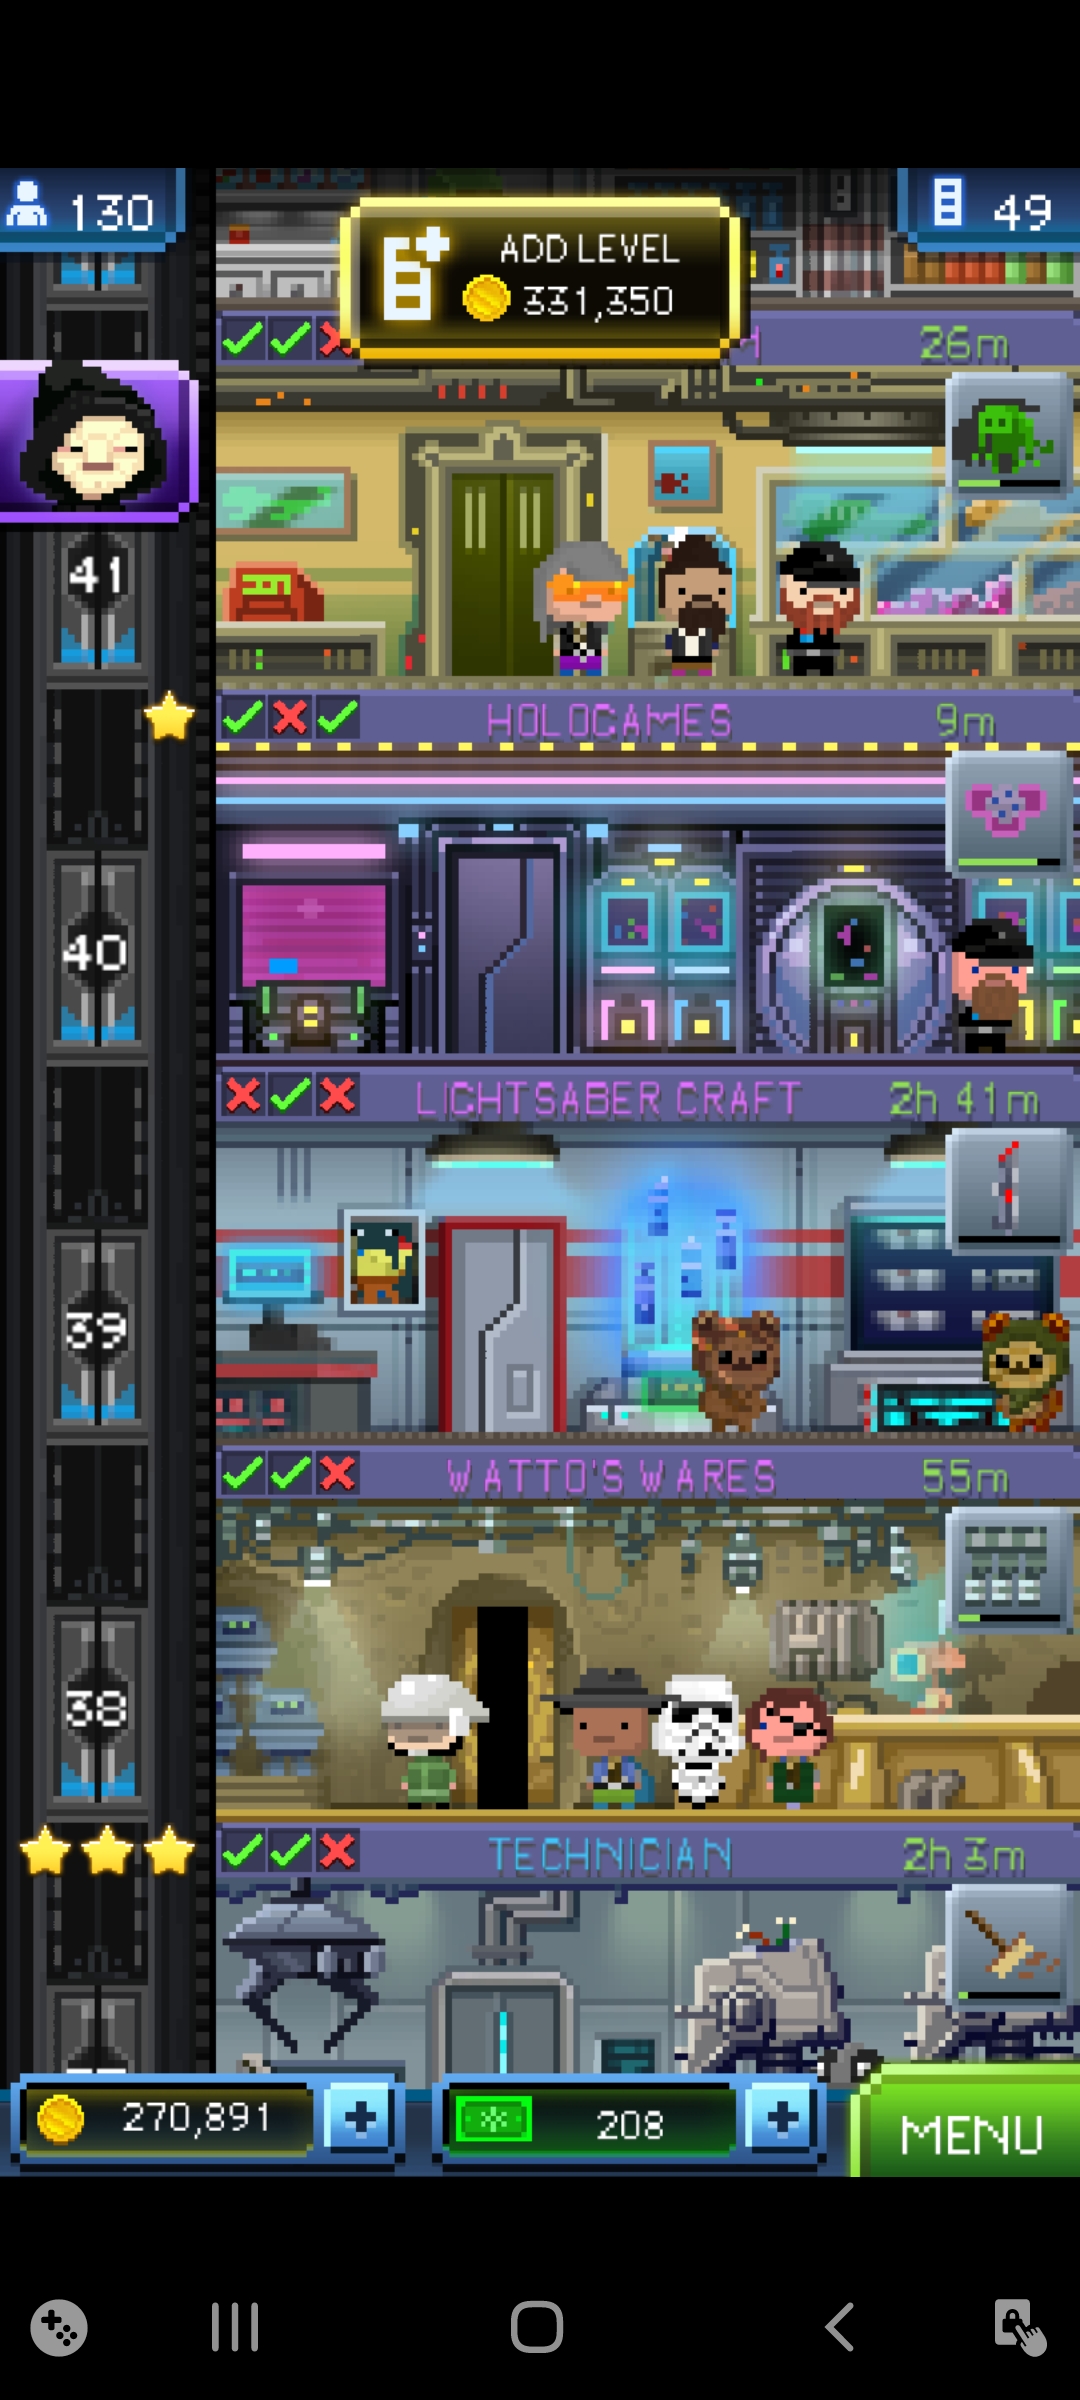 130
49
ADD LEVEL
331,350
26m
41
HOLOGAMES
9m
40
LIGHTSABER CRAFT
2h 41m
39
WATTO'S WARES
55m
38
TECHNICIAN
2h 3m
270,891
208
MENU